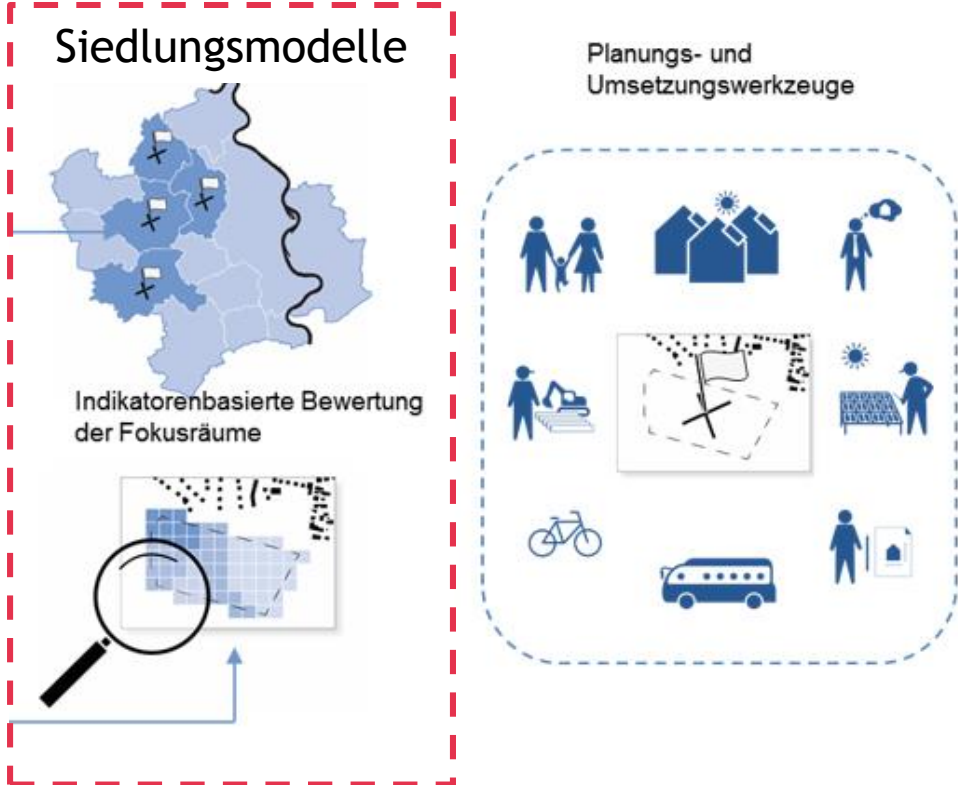 Siedlungsmodelle
Indikatorenbasierte Bewertung
der Fokusräume
Planungs- und
Umsetzungswerkzeuge